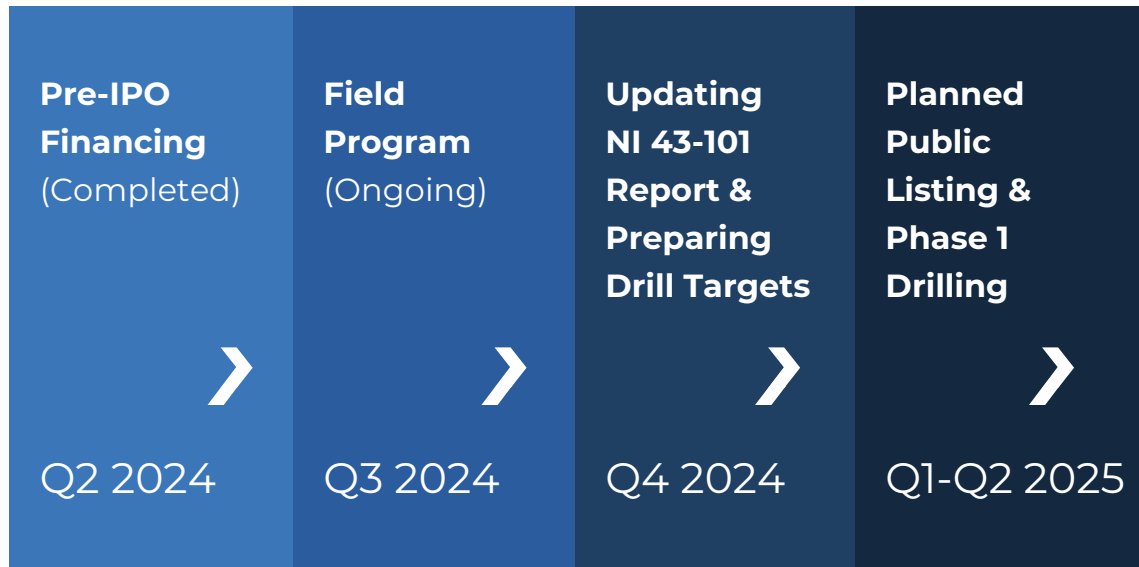 Pre-IPO
Financing
(Completed)
Q2 2024
Field
Program
(Ongoing)
Q3 2024
Updating
NI 43-101
Report &
Preparing
Drill Targets
Q4 2024
Planned
Public
Listing &
Phase 1
Drilling
Q1-Q2 2025